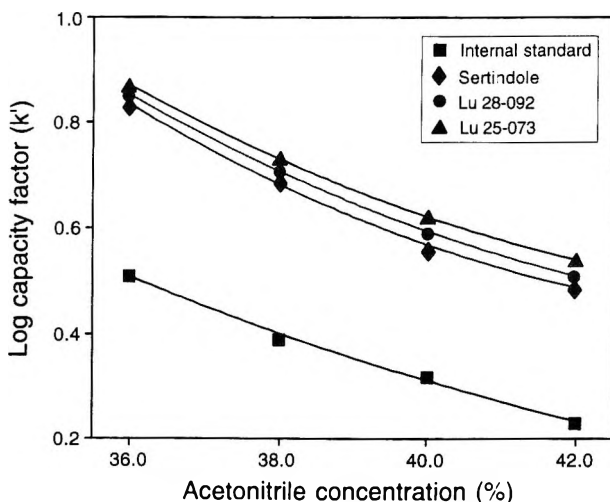 1.0
0.8
0.6
0.4
0.2
Log capacity factor (k')
Internal standard
Sertindole
Lu 28-092
Lu 25-073
36.0 38.0 40.0 42.0
Acetonitrile concentration (%)